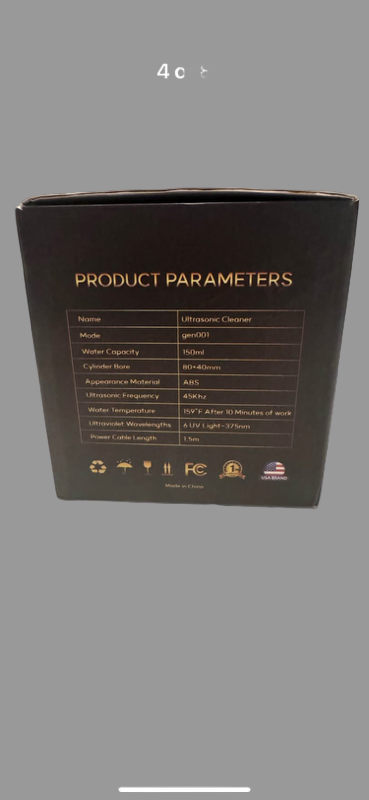 PRODUCT PARAMETERS
Name Ultrasonic Cleaner
Mode gen001
Water Capacity 150ml
Cylinder Bore 80*40mm
Appearance Material ABS
Ultrasonic Frequency 45Khz
Water Temperature 159°F After 10 Minutes of work
Ultraviolet Wavelengths 6 UV Light-375nm
Power Cable Length 1.5m
FC 1
USA BRAND
Made in China